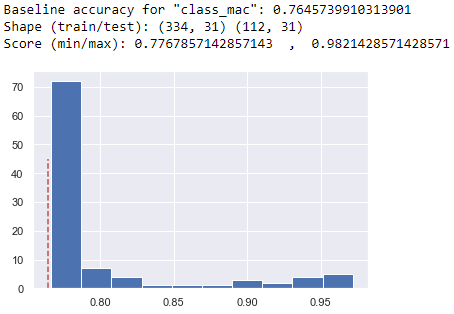 Baseline accuracy for "class_mac": 0.7645739910313901
Shape (train/test): (334, 31) (112, 31)
Score (min/max): 0.7767857142857143  ,  0.9821428571428571
70
60
50
40
30
20
10
0
0.80 0.85 0.90 0.95